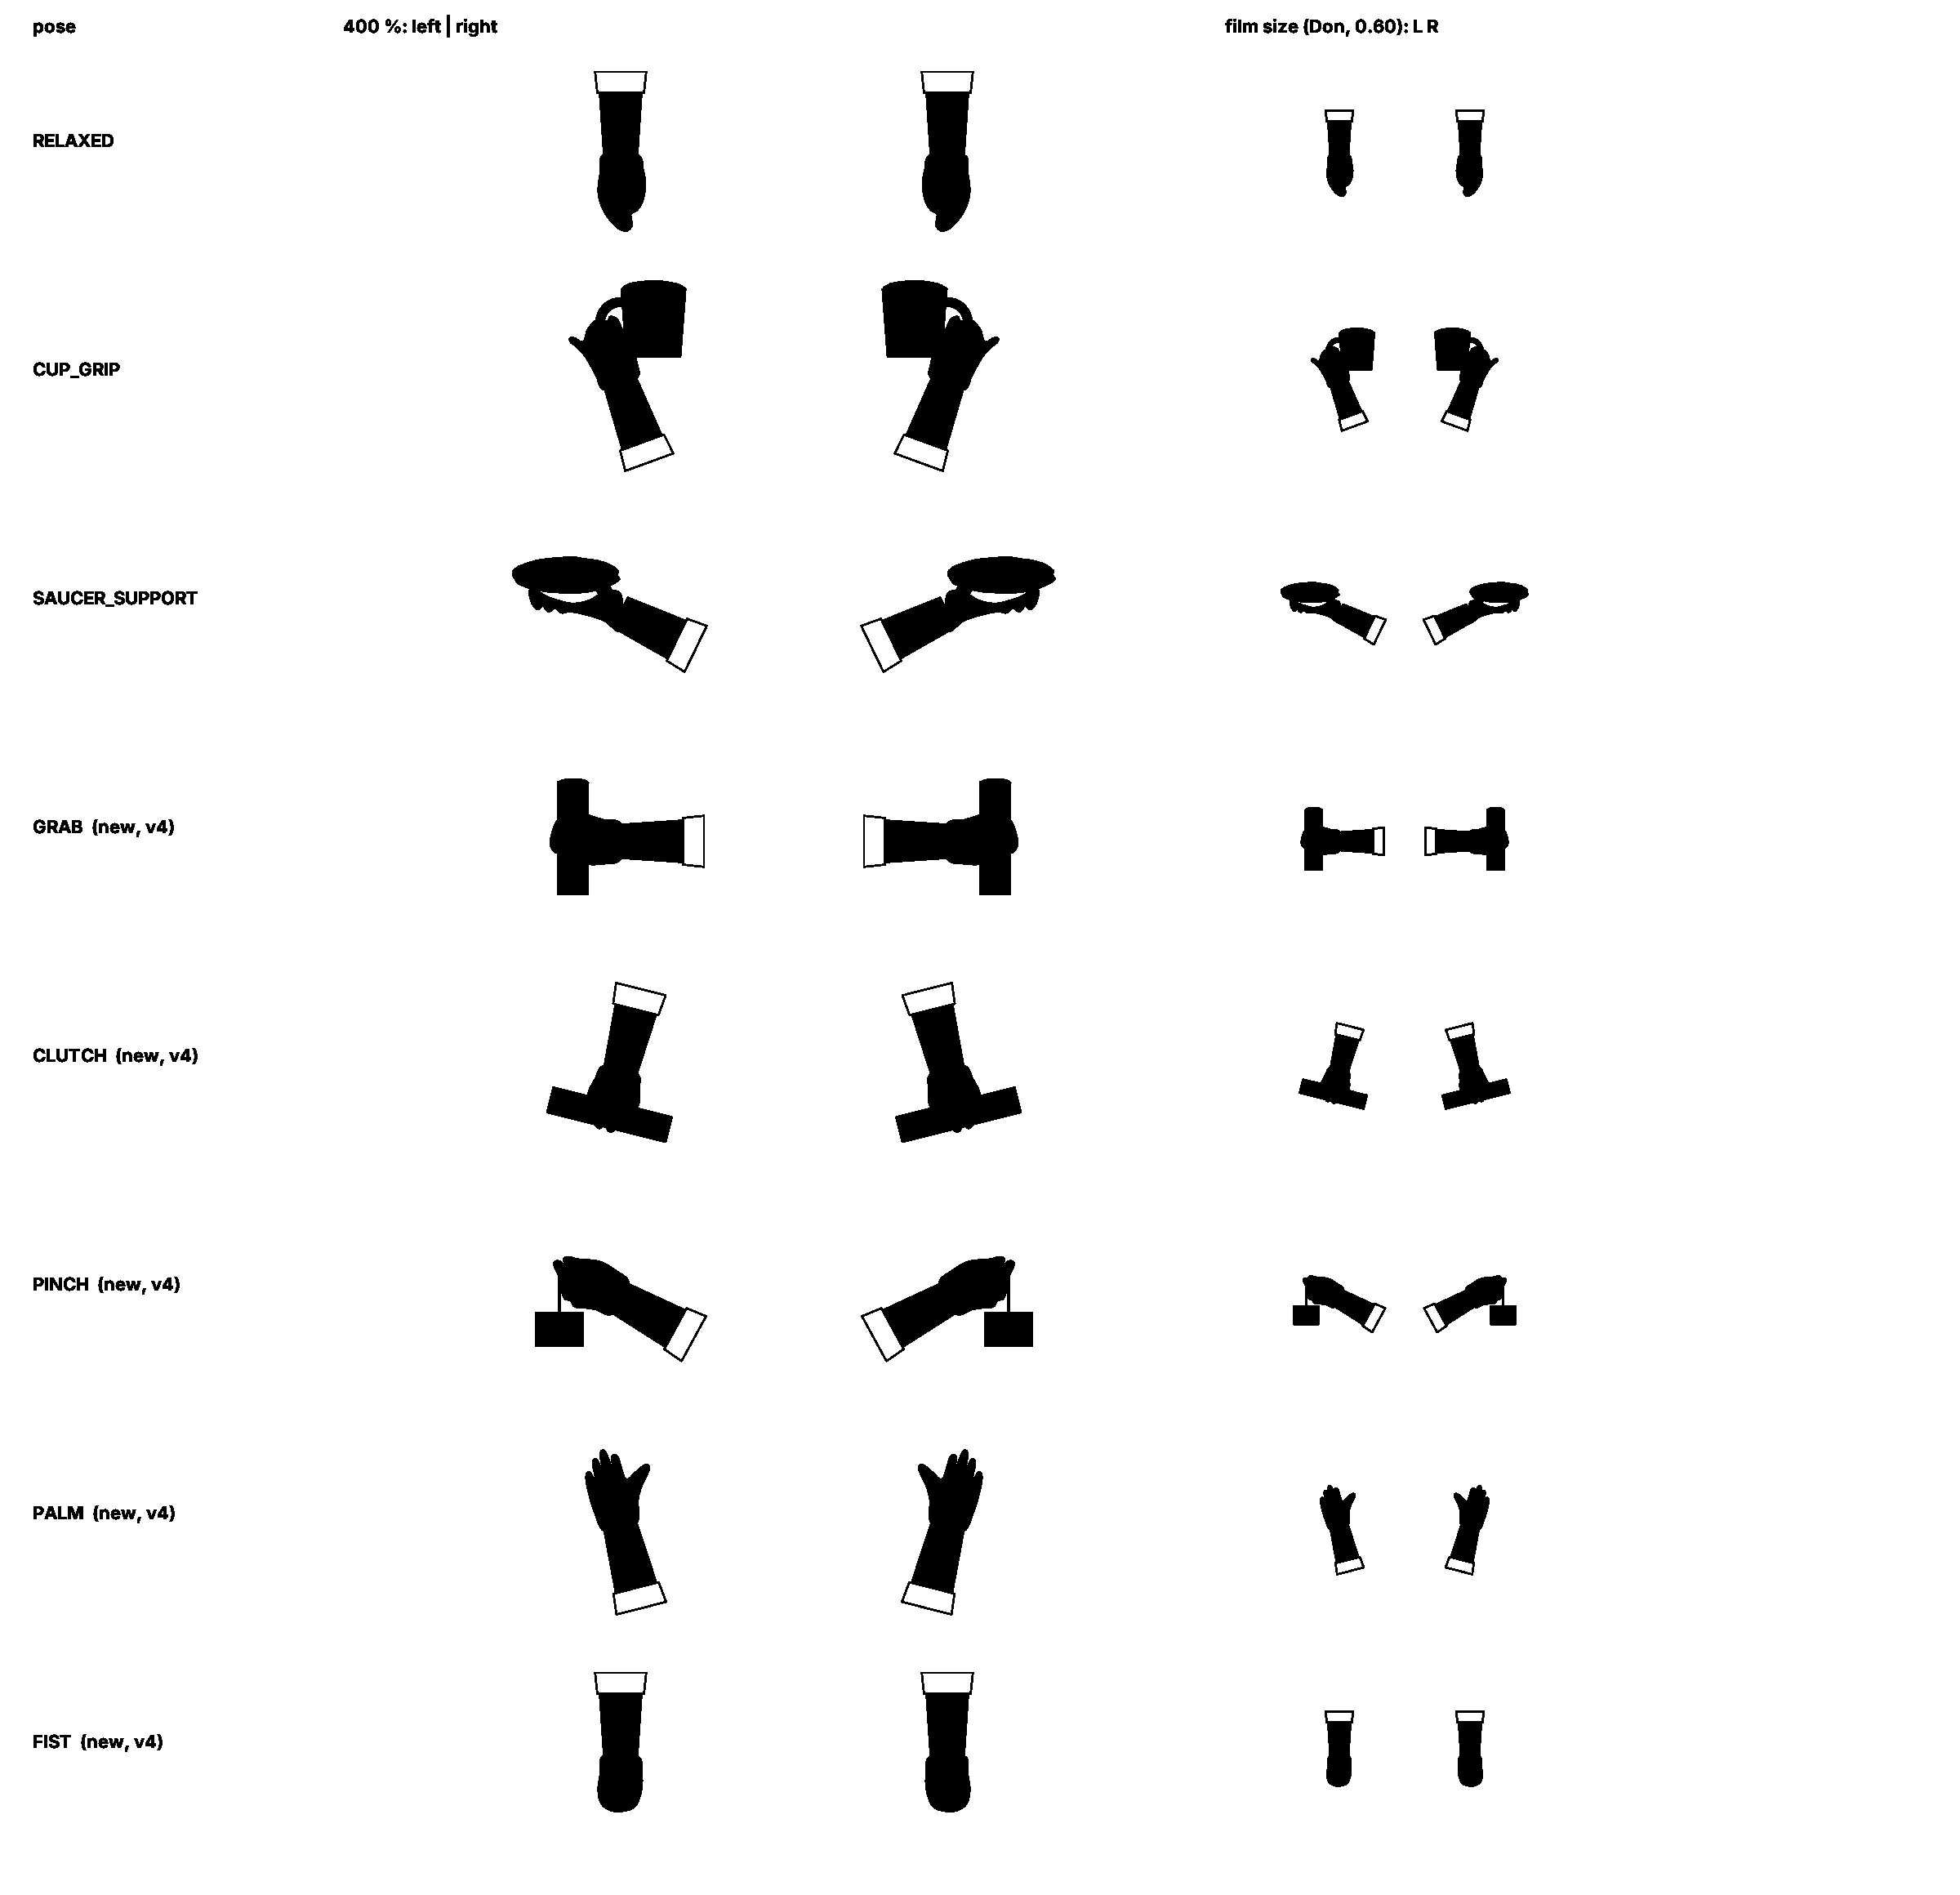 pose 400 %: left | right film size (Don, 0.60): L R
RELAXED
CUP_GRIP
SAUCER_SUPPORT
GRAB (new, v4)
CLUTCH (new, v4)
PINCH (new, v4)
PALM (new, v4)
FIST (new, v4)